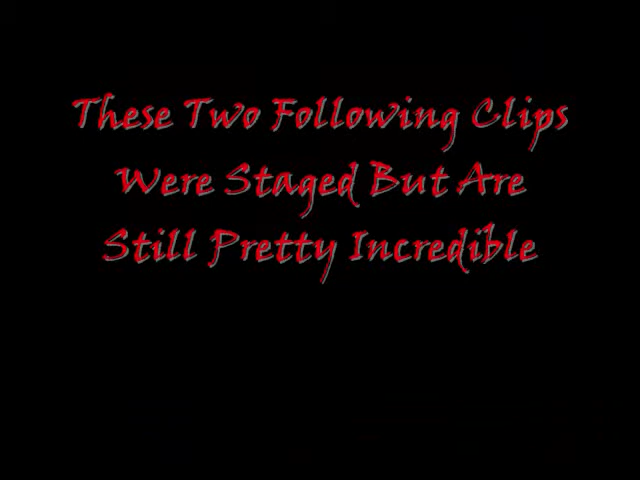 These Two Following Clips
Were Staged But Are
Still Pretty Incredible